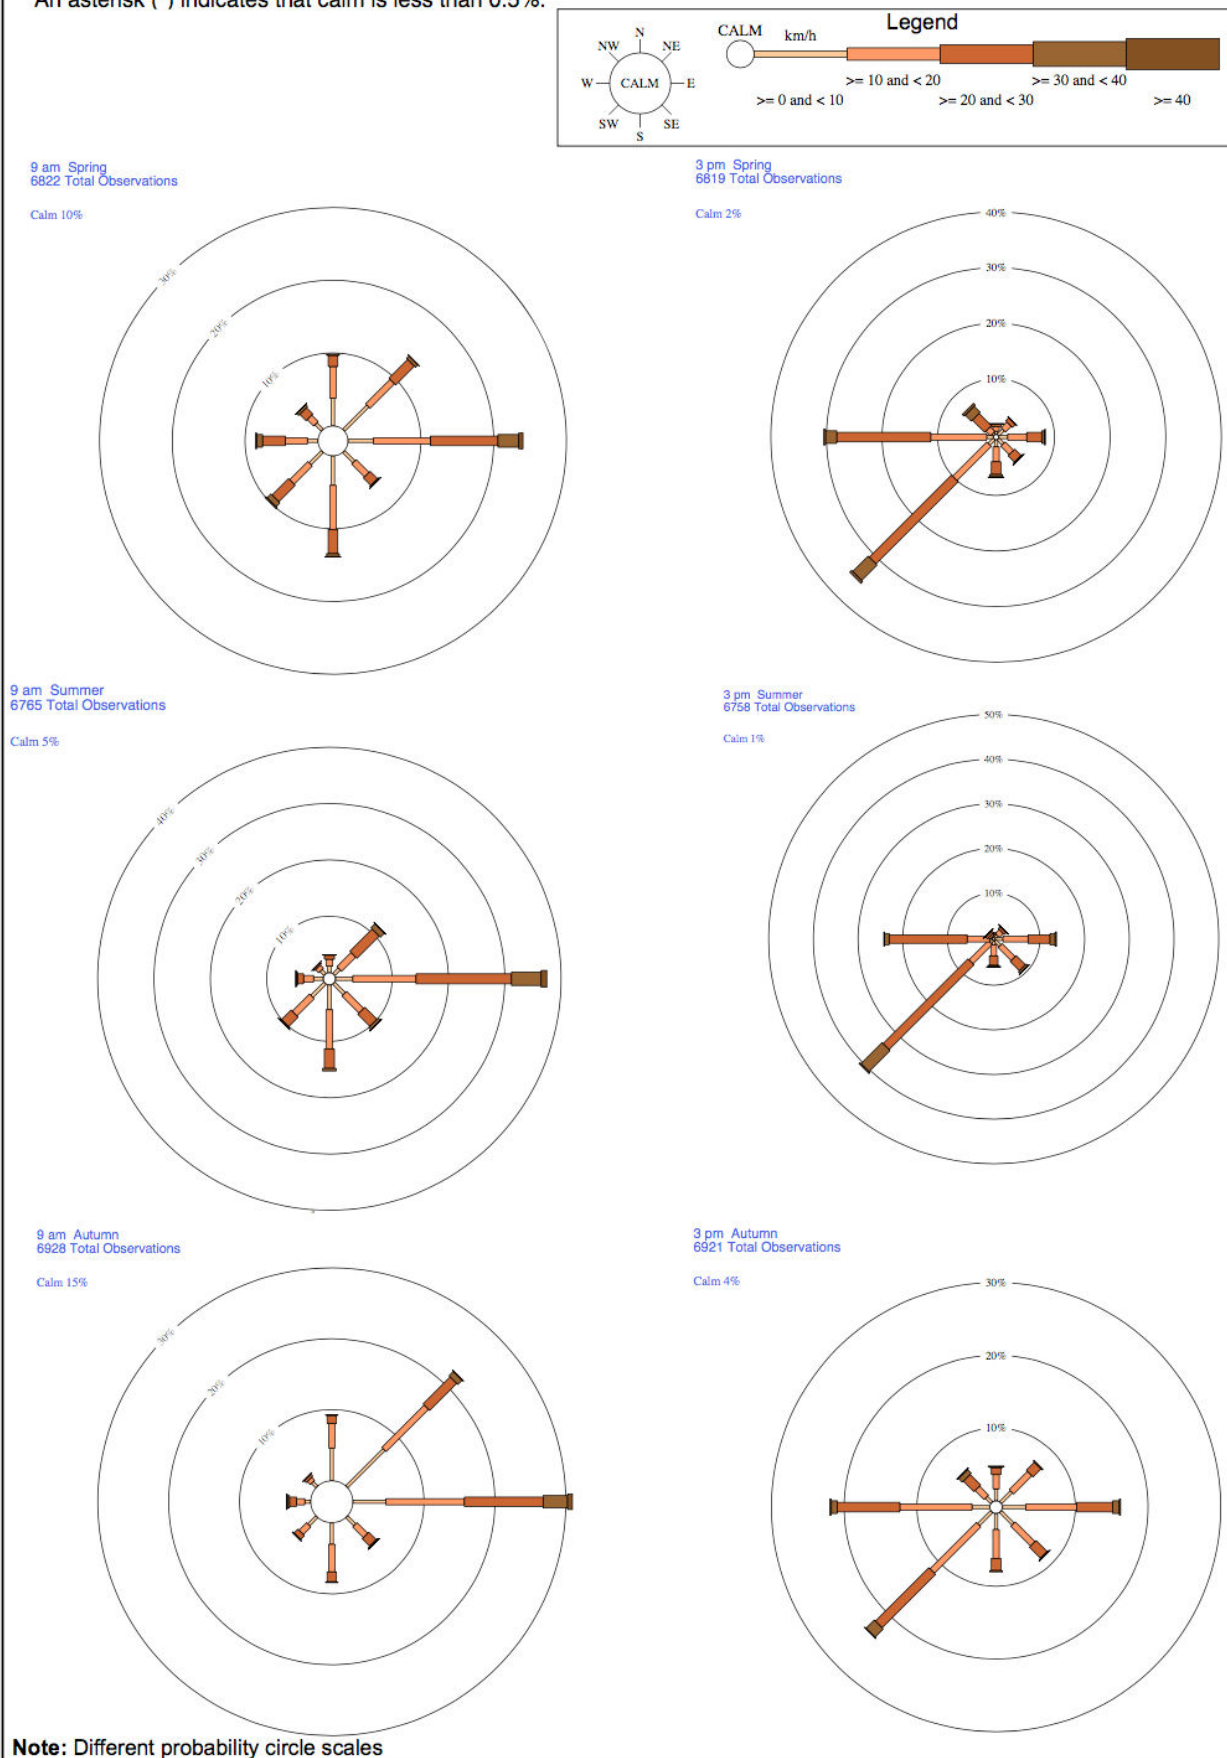 An asterisk (*) indicates that calm is less than 0.5%.
Legend
CALM
km/h
N
NW
NE
W
CALM
E
SW
SE
S
>= 10 and < 20
>= 30 and < 40
>= 0 and < 10
>= 20 and < 30
>= 40
9 am Spring
6822 Total Observations
Calm 10%
30%
20%
10%
3 pm Spring
6819 Total Observations
Calm 2%
40%
30%
20%
10%
9 am Summer
6765 Total Observations
Calm 5%
40%
30%
20%
10%
3 pm Summer
6758 Total Observations
Calm 1%
50%
40%
30%
20%
10%
9 am Autumn
6928 Total Observations
Calm 15%
30%
20%
10%
3 pm Autumn
6921 Total Observations
Calm 4%
30%
20%
10%
Note: Different probability circle scales